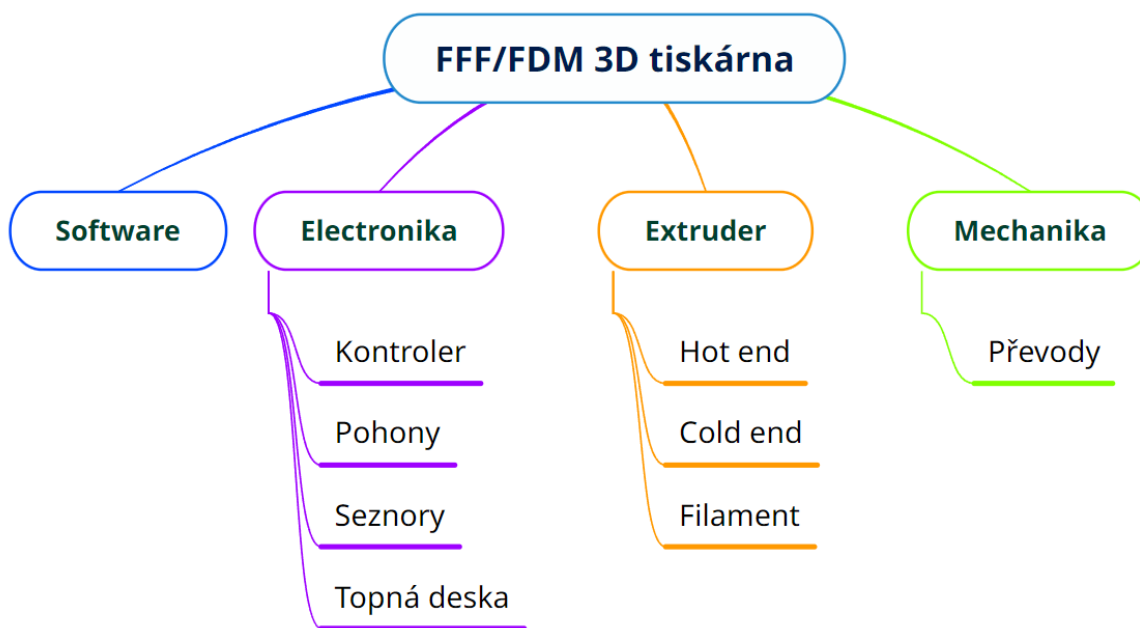 FFF/FDM 3D tiskárna
Software
Electronika
Extruder
Mechanika
Kontroler
Pohony
Seznory
Topná deska
Hot end
Cold end
Filament
Převody